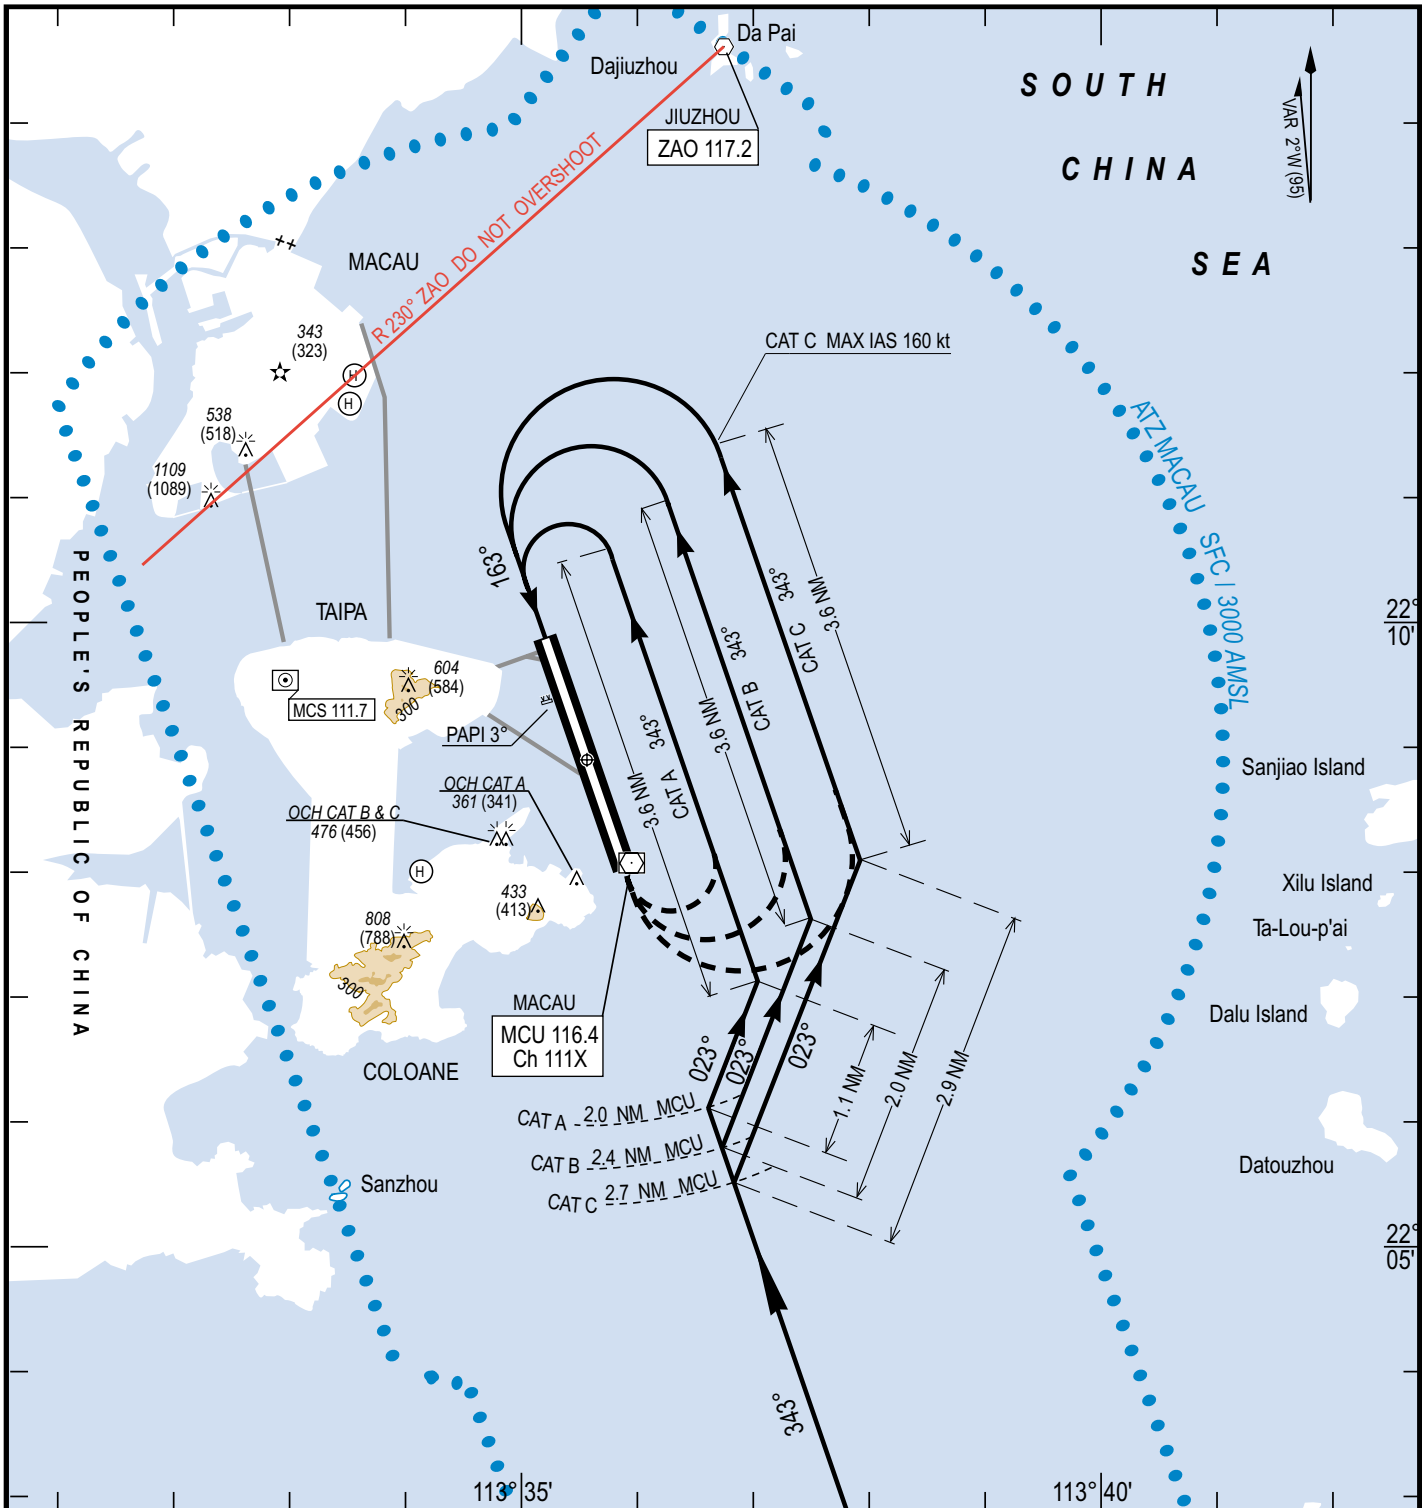 Da Pai
Dajiuzhou
SOUTH
CHINA
SEA
VAR 2°W (95)
JIUZHOU
ZAO 117.2
R 230° ZAO DO NOT OVERSHOOT
MACAU
343
(323)
H
H
538
(518)
1109
(1089)
CAT C MAX IAS 160 kt
ATZ MACAU SFC / 3000 AMSL
PEOPLE'S REPUBLIC OF CHINA
163°
TAIPA
22°
10'
604
(584)
300
MCS 111.7
PAPI 3°
343°
CAT A
3.6 NM
343°
CAT B
3.6 NM
343°
CAT C
3.6 NM
OCH CAT A
361 (341)
OCH CAT B & C
476 (456)
H
433
(413)
808
(788)
300
Sanjiao Island
Xilu Island
Ta-Lou-p'ai
Dalu Island
MACAU
MCU 116.4
Ch 111X
COLOANE
023°
023°
023°
1.1 NM
2.0 NM
2.9 NM
CAT A 2.0 NM MCU
CAT B 2.4 NM MCU
CAT C 2.7 NM MCU
Sanzhou
Datouzhou
22°
05'
343°
113° 35'
113° 40'